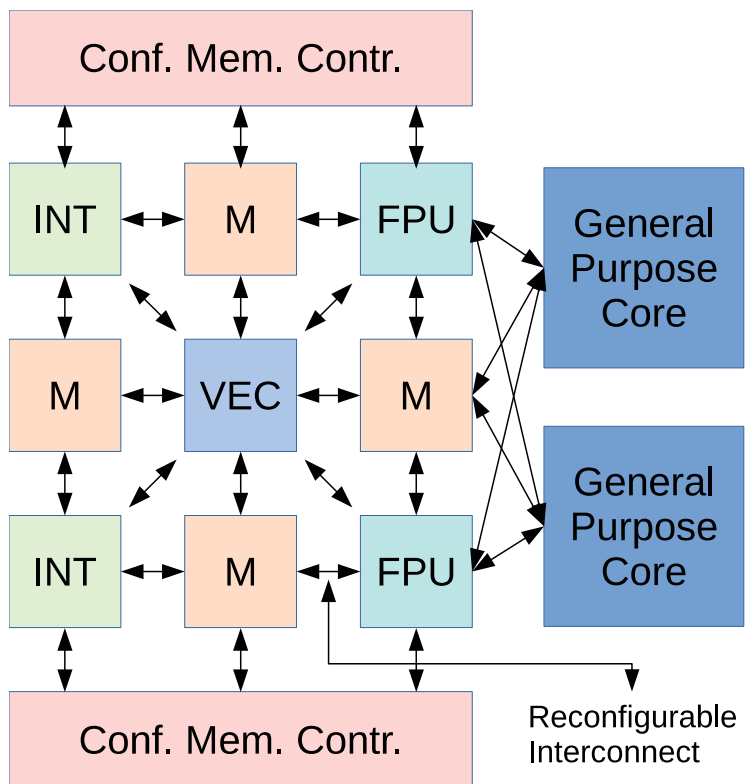 Conf. Mem. Contr.
INT
M
FPU
General
Purpose
Core
M
VEC
M
General
Purpose
Core
INT
M
FPU
Conf. Mem. Contr.
Reconfigurable
Interconnect